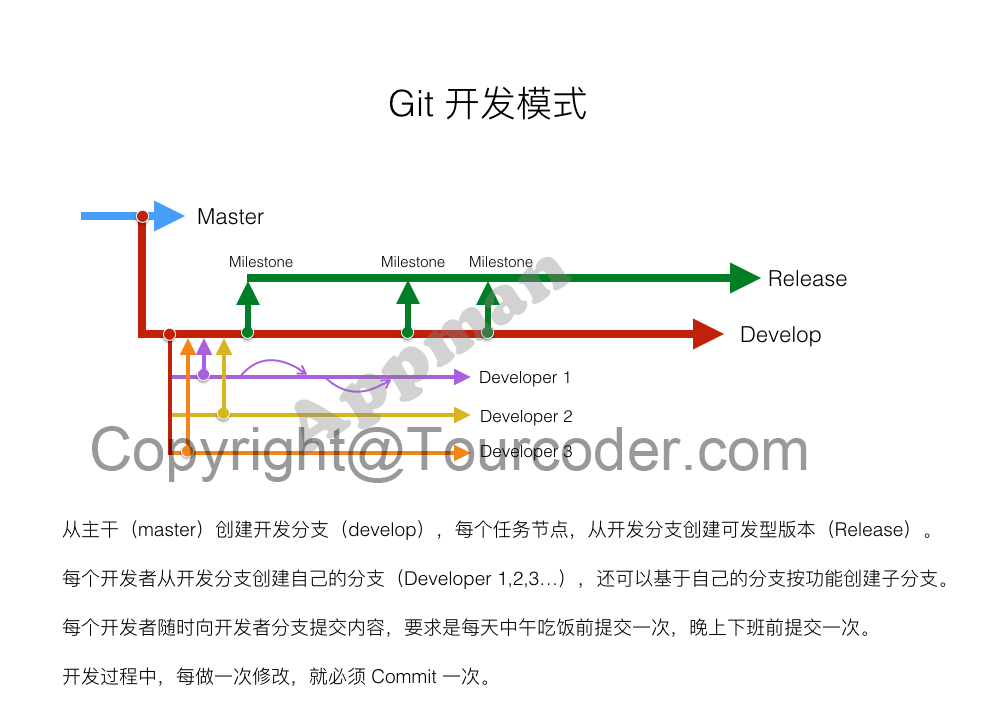 Git 开发模式
Master
Milestone
Milestone
Milestone
Release
Develop
Appman
Developer 1
Developer 2
Developer 3
Copyright@Tourcoder.com
从主干（master）创建开发分支（develop），每个任务节点，从开发分支创建可发型版本（Release）。
每个开发者从开发分支创建自己的分支（Developer 1,2,3…），还可以基于自己的分支按功能创建子分支。
每个开发者随时向开发者分支提交内容，要求是每天中午吃饭前提交一次，晚上下班前提交一次。
开发过程中，每做一次修改，就必须 Commit 一次。